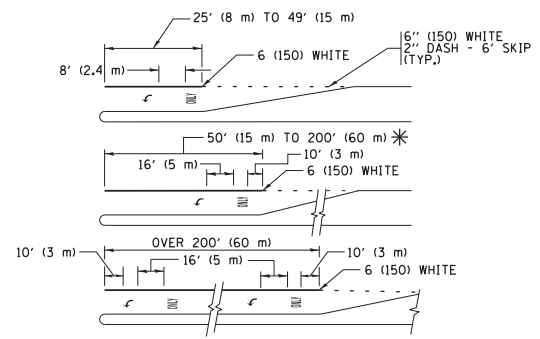 25' (8 m) TO 49' (15 m)
6 (150) WHITE
6'' (150) WHITE
2'' DASH - 6' SKIP
(TYP.)
8' (2.4 m)
ONLY
50' (15 m) TO 200' (60 m) ✳
16' (5 m)
10' (3 m)
6 (150) WHITE
ONLY
OVER 200' (60 m)
10' (3 m)
16' (5 m)
10' (3 m)
6 (150) WHITE
ONLY
ONLY